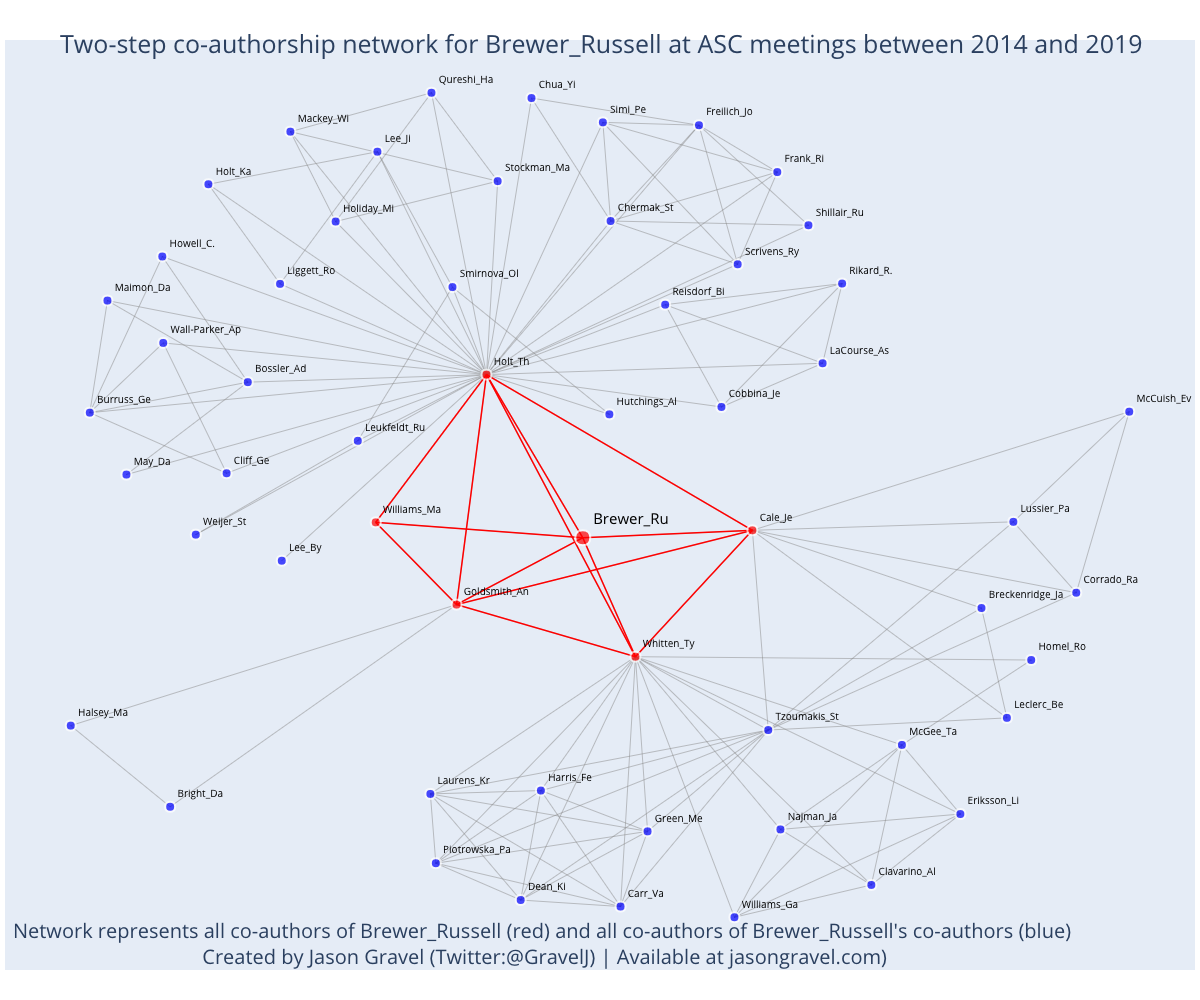 Two-step co-authorship network for Brewer_Russell at ASC meetings between 2014 and 2019
Qureshi_Ha
Chua_Yi
Simi_Pe
Freilich_Jo
Mackey_Wi
Lee_Ji
Frank_Ri
Holt_Ka
Stockman_Ma
Holiday_Mi
Chermak_St
Shillair_Ru
Howell_C.
Scrivens_Ry
Liggett_Ro
Smirnova_Ol
Rikard_R.
Maimon_Da
Reisdorf_Bi
Wall-Parker_Ap
LaCourse_As
Holt_Th
Bossler_Ad
Burruss_Ge
Hutchings_Al
Cobbina_Je
McCuish_Ev
Leukfeldt_Ru
May_Da
Cliff_Ge
Williams_Ma
Brewer_Ru
Cale_Je
Lussier_Pa
Weijer_St
Lee_By
Goldsmith_An
Breckenridge_Ja
Corrado_Ra
Whitten_Ty
Homel_Ro
Halsey_Ma
Tzoumakis_St
Leclerc_Be
McGee_Ta
Bright_Da
Laurens_Kr
Harris_Fe
Green_Me
Najman_Ja
Eriksson_Li
Piotrowska_Pa
Clavarino_Al
Dean_Ki
Carr_Va
Williams_Ga
Network represents all co-authors of Brewer_Russell (red) and all co-authors of Brewer_Russell's co-authors (blue)
Created by Jason Gravel (Twitter:@GravelJ) | Available at jasongravel.com)